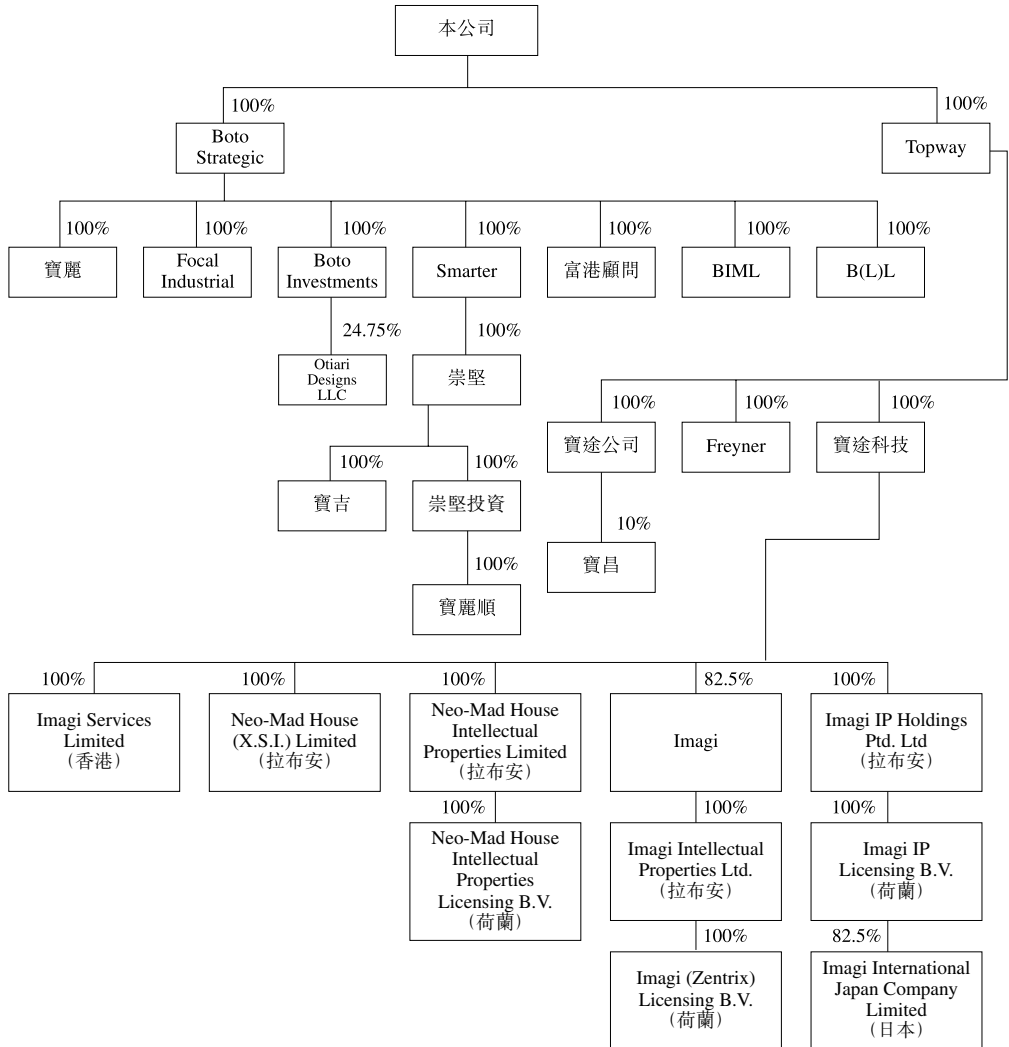 本公司
100%
100%
Boto
Strategic
Topway
100%
100%
100%
100%
100%
100%
100%
寶麗
Focal
Industrial
Boto
Investments
Smarter
富港顧問
BIML
B(L)L
24.75%
100%
Otiari
Designs
LLC
崇堅
100%
100%
100%
寶途公司
Freyner
寶途科技
100%
100%
寶吉
崇堅投資
10%
寶昌
100%
寶麗順
100%
100%
100%
82.5%
100%
Imagi Services
Limited
（香港）
Neo-Mad House
(X.S.I.) Limited
（拉布安）
Neo-Mad House
Intellectual
Properties Limited
（拉布安）
Imagi
Imagi IP Holdings
Ptd. Ltd
（拉布安）
100%
100%
100%
Neo-Mad House
Intellectual
Properties
Licensing B.V.
（荷蘭）
Imagi Intellectual
Properties Ltd.
（拉布安）
Imagi IP
Licensing B.V.
（荷蘭）
100%
82.5%
Imagi (Zentrix)
Licensing B.V.
（荷蘭）
Imagi International
Japan Company
Limited
（日本）